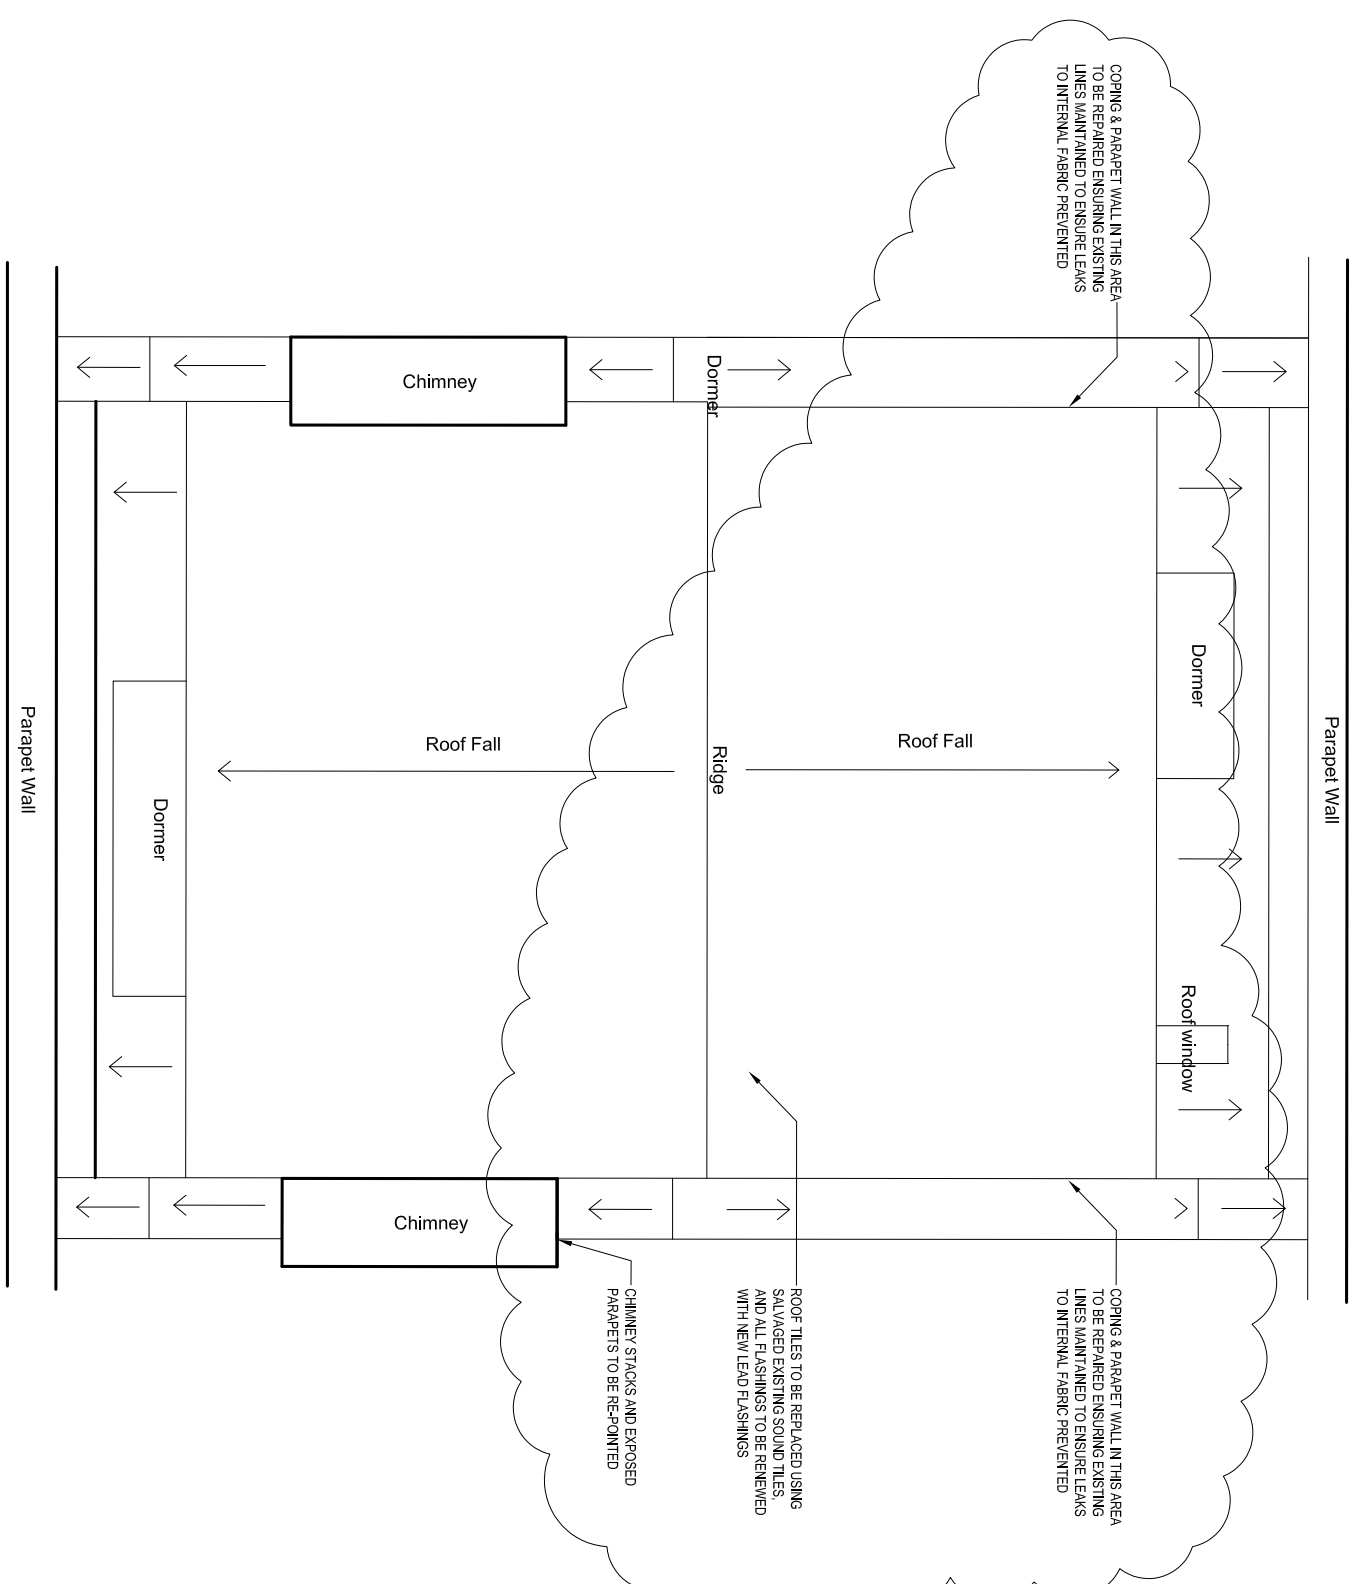 COPING & PARAPET WALL IN THIS AREA
TO BE REPAIRED ENSURING EXISTING
LINES MAINTAINED TO ENSURE LEAKS
TO INTERNAL FABRIC PREVENTED
Chimney
Dormer
Dormer
Parapet Wall
Parapet Wall
Roof Fall
Roof Fall
Ridge
Dormer
Roof window
Chimney
CHIMNEY STACKS AND EXPOSED
PARAPETS TO BE RE-POINTED
ROOF TILES TO BE REPLACED USING
SALVAGED EXISTING SOUND TILES,
AND ALL FLASHINGS TO BE RENEWED
WITH NEW LEAD FLASHINGS
COPING & PARAPET WALL IN THIS AREA
TO BE REPAIRED ENSURING EXISTING
LINES MAINTAINED TO ENSURE LEAKS
TO INTERNAL FABRIC PREVENTED